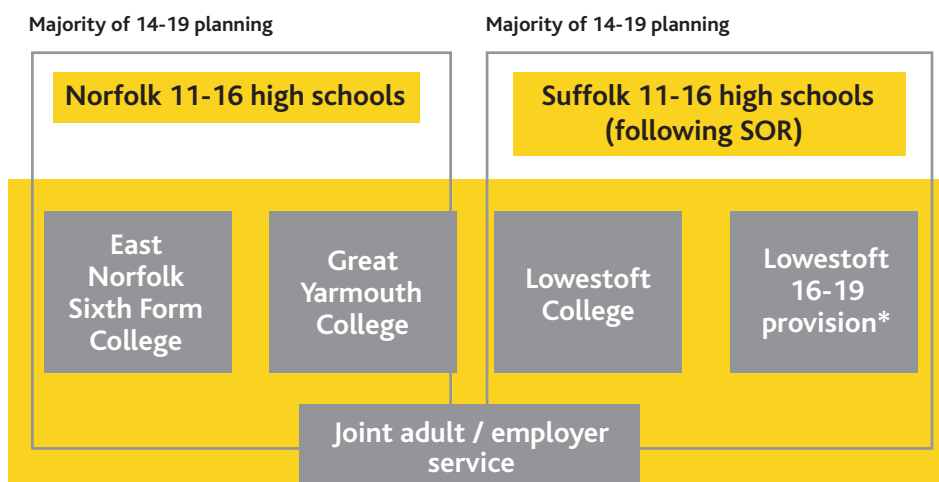 Majority of 14-19 planning
Majority of 14-19 planning
Norfolk 11-16 high schools
Suffolk 11-16 high schools
(following SOR)
East
Norfolk
Sixth Form
College
Great
Yarmouth
College
Lowestoft
College
Lowestoft
16-19
provision*
Joint adult / employer
service